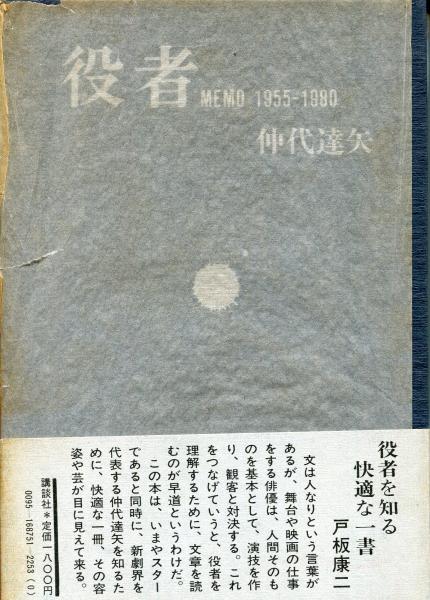 役者 MEMO 1955-1980
仲代達矢
役者を知る
快適な一書
戸板康二
文は人なりという言葉が
あるが、舞台や映画の仕事
をする俳優は、人間そのも
のを基本として、演技を作
り、観客と対決する。これ
をつなげていうと、役者を
理解するために、文章を読
むのが早道というわけだ。
この本は、いまやスター
であると同時に、新劇界を
代表する仲代達矢を知るた
めに、快適な一冊、その容
姿や芸が目に見えて来る。
講談社*定価一八〇〇円
0095-168751-2253 (0)